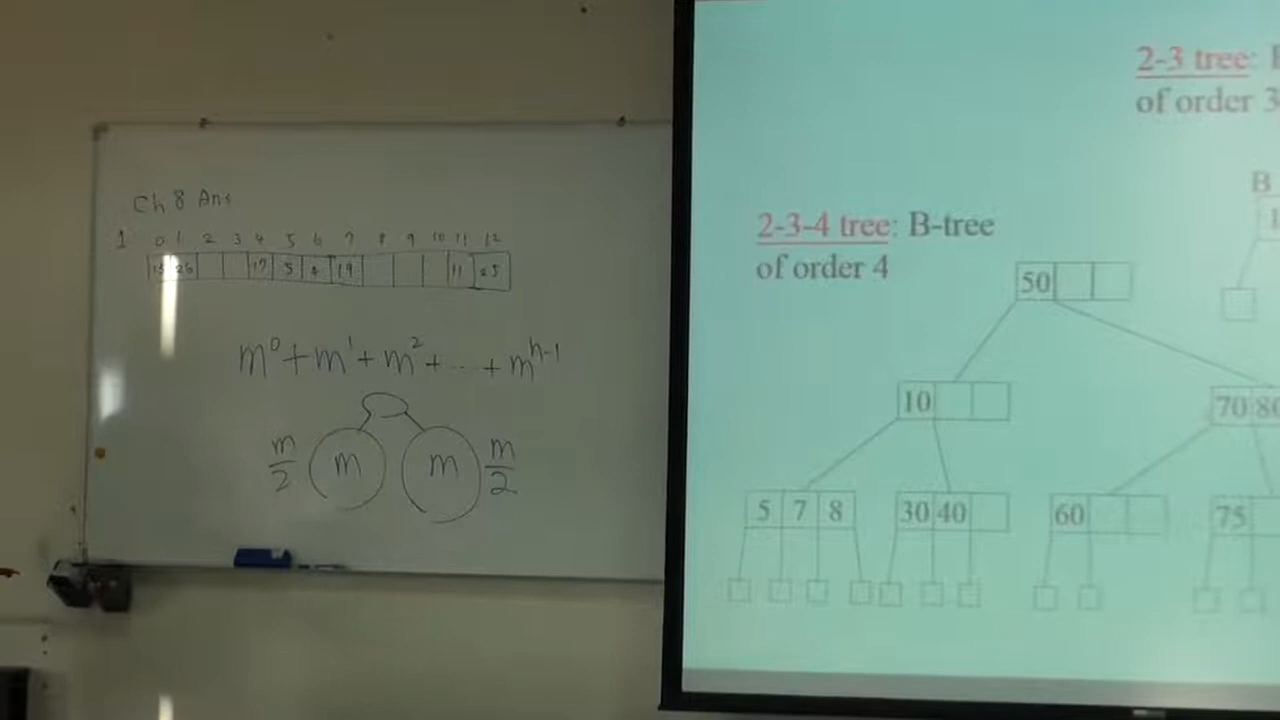 Ch 8 Ans
1 0 1 2 3 4 5 6 7 8 9 10 11 12
26 17 5 19 11 25
m⁰+m¹+m²+...+mʰ⁻¹
m/2 m m m/2
2-3 tree:
of order 3
B
2-3-4 tree: B-tree
of order 4
50
10 70 80
5 7 8 30 40 60 75